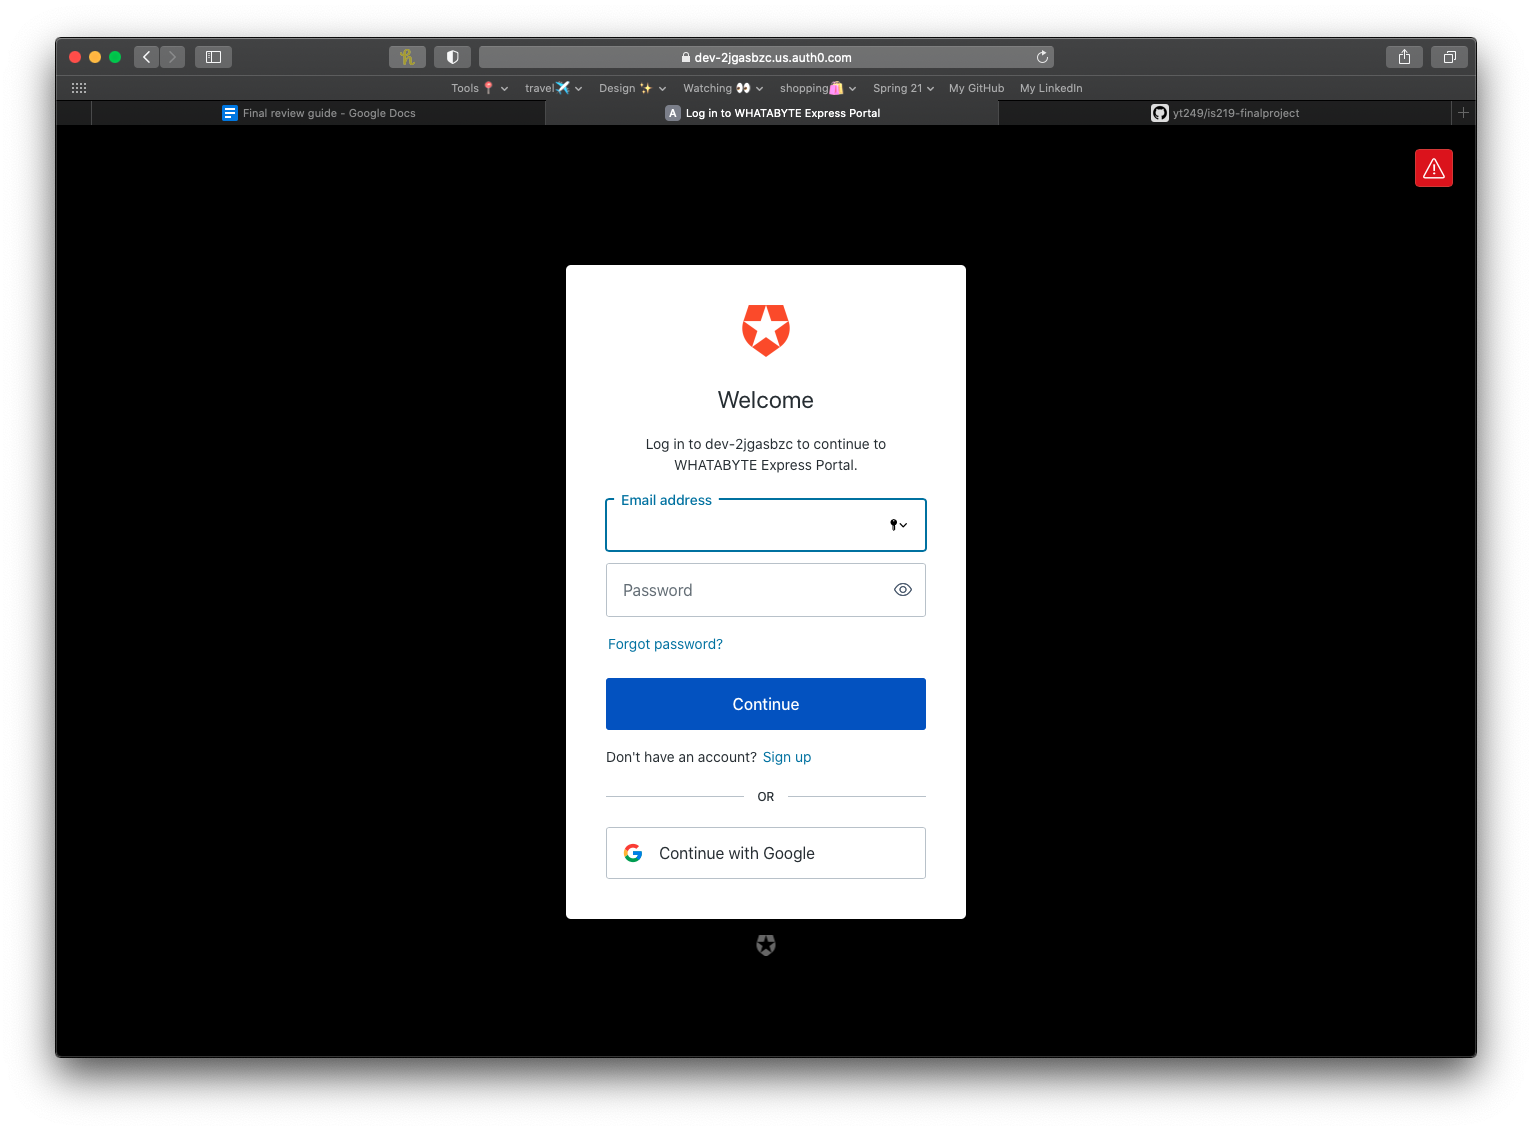 dev-2jgasbzc.us.auth0.com
Tools travel Design Watching shopping Spring 21 My GitHub My LinkedIn
Final review guide - Google Docs
A Log in to WHATABYTE Express Portal
yt249/is219-finalproject
Welcome
Log in to dev-2jgasbzc to continue to
WHATABYTE Express Portal.
Email address
Password
Forgot password?
Continue
Don't have an account? Sign up
OR
Continue with Google